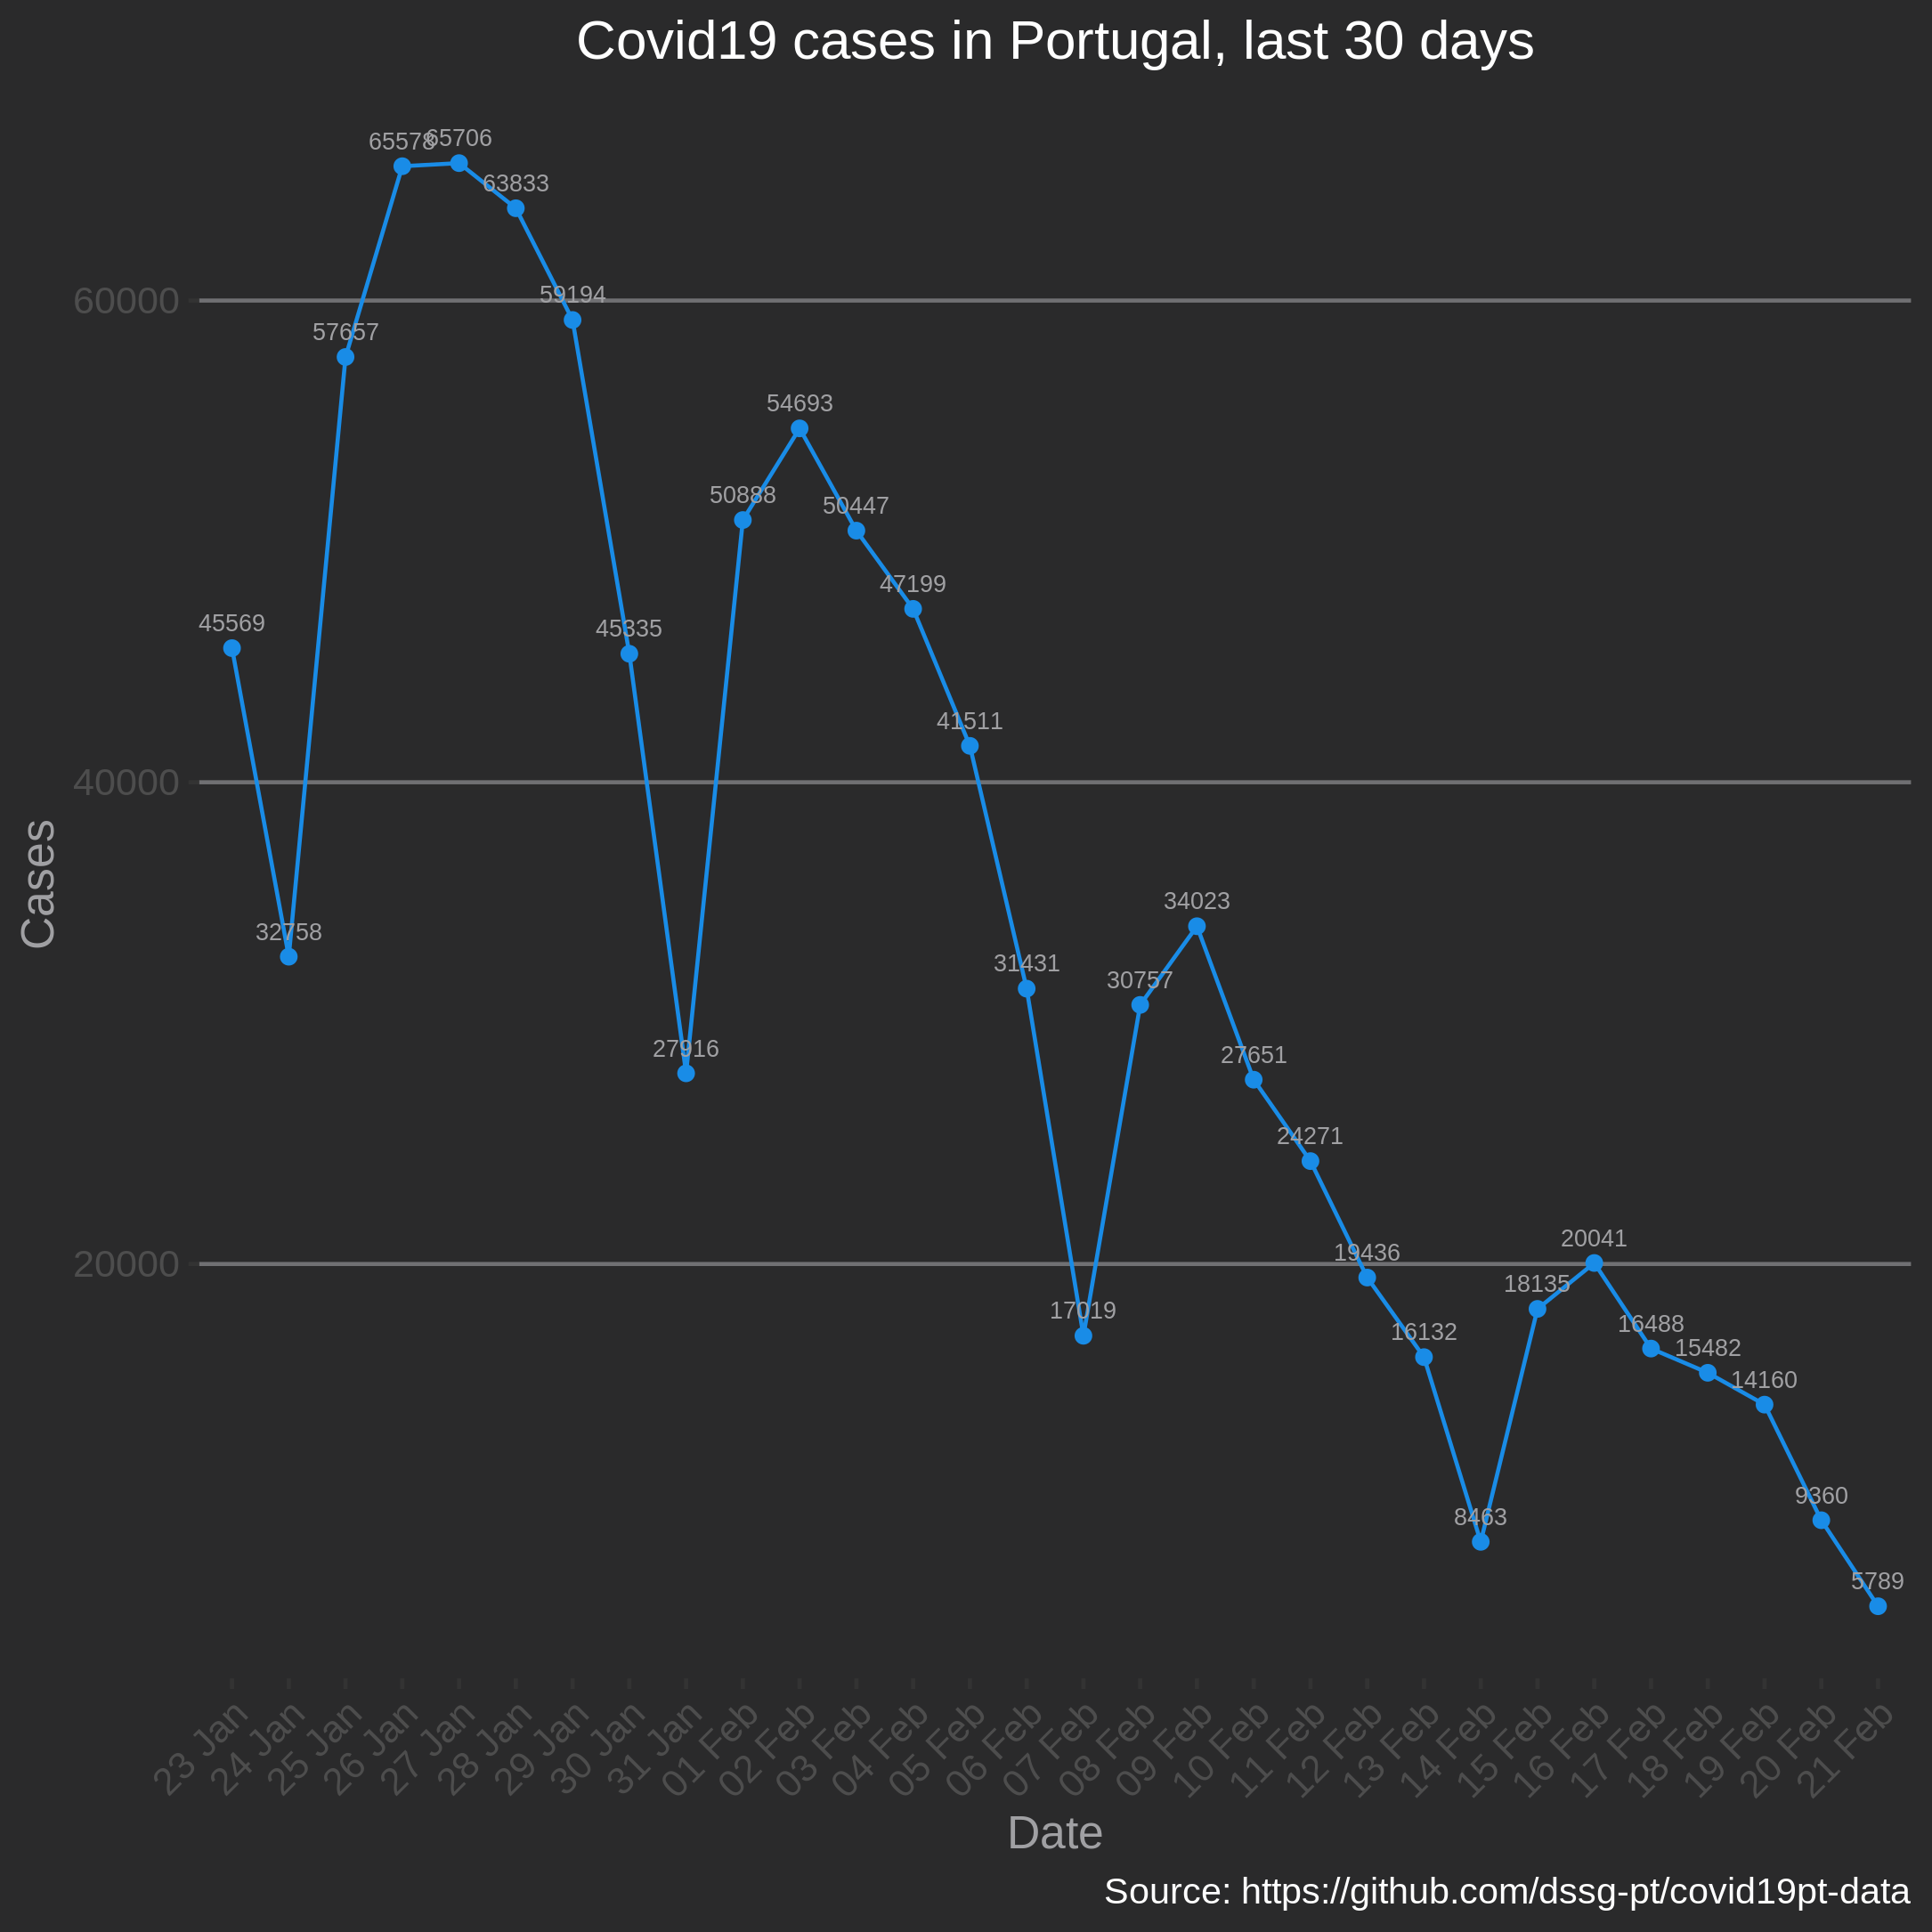 Covid19 cases in Portugal, last 30 days
65578
65706
63833
60000
59194
57657
54693
50888
50447
47199
45569
45335
41511
40000
Cases
34023
32758
31431
30757
27916
27651
24271
20041
20000
19436
18135
17019
16488
16132
15482
14160
9360
8463
5789
23 Jan
24 Jan
25 Jan
26 Jan
27 Jan
28 Jan
29 Jan
30 Jan
31 Jan
01 Feb
02 Feb
03 Feb
04 Feb
05 Feb
06 Feb
07 Feb
08 Feb
09 Feb
10 Feb
11 Feb
12 Feb
13 Feb
14 Feb
15 Feb
16 Feb
17 Feb
18 Feb
19 Feb
20 Feb
21 Feb
Date
Source: https://github.com/dssg-pt/covid19pt-data